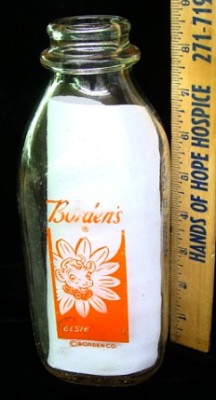 Borden's
®
ELSIE
© BORDEN CO.
HANDS OF HOPE HOSPICE 271-719